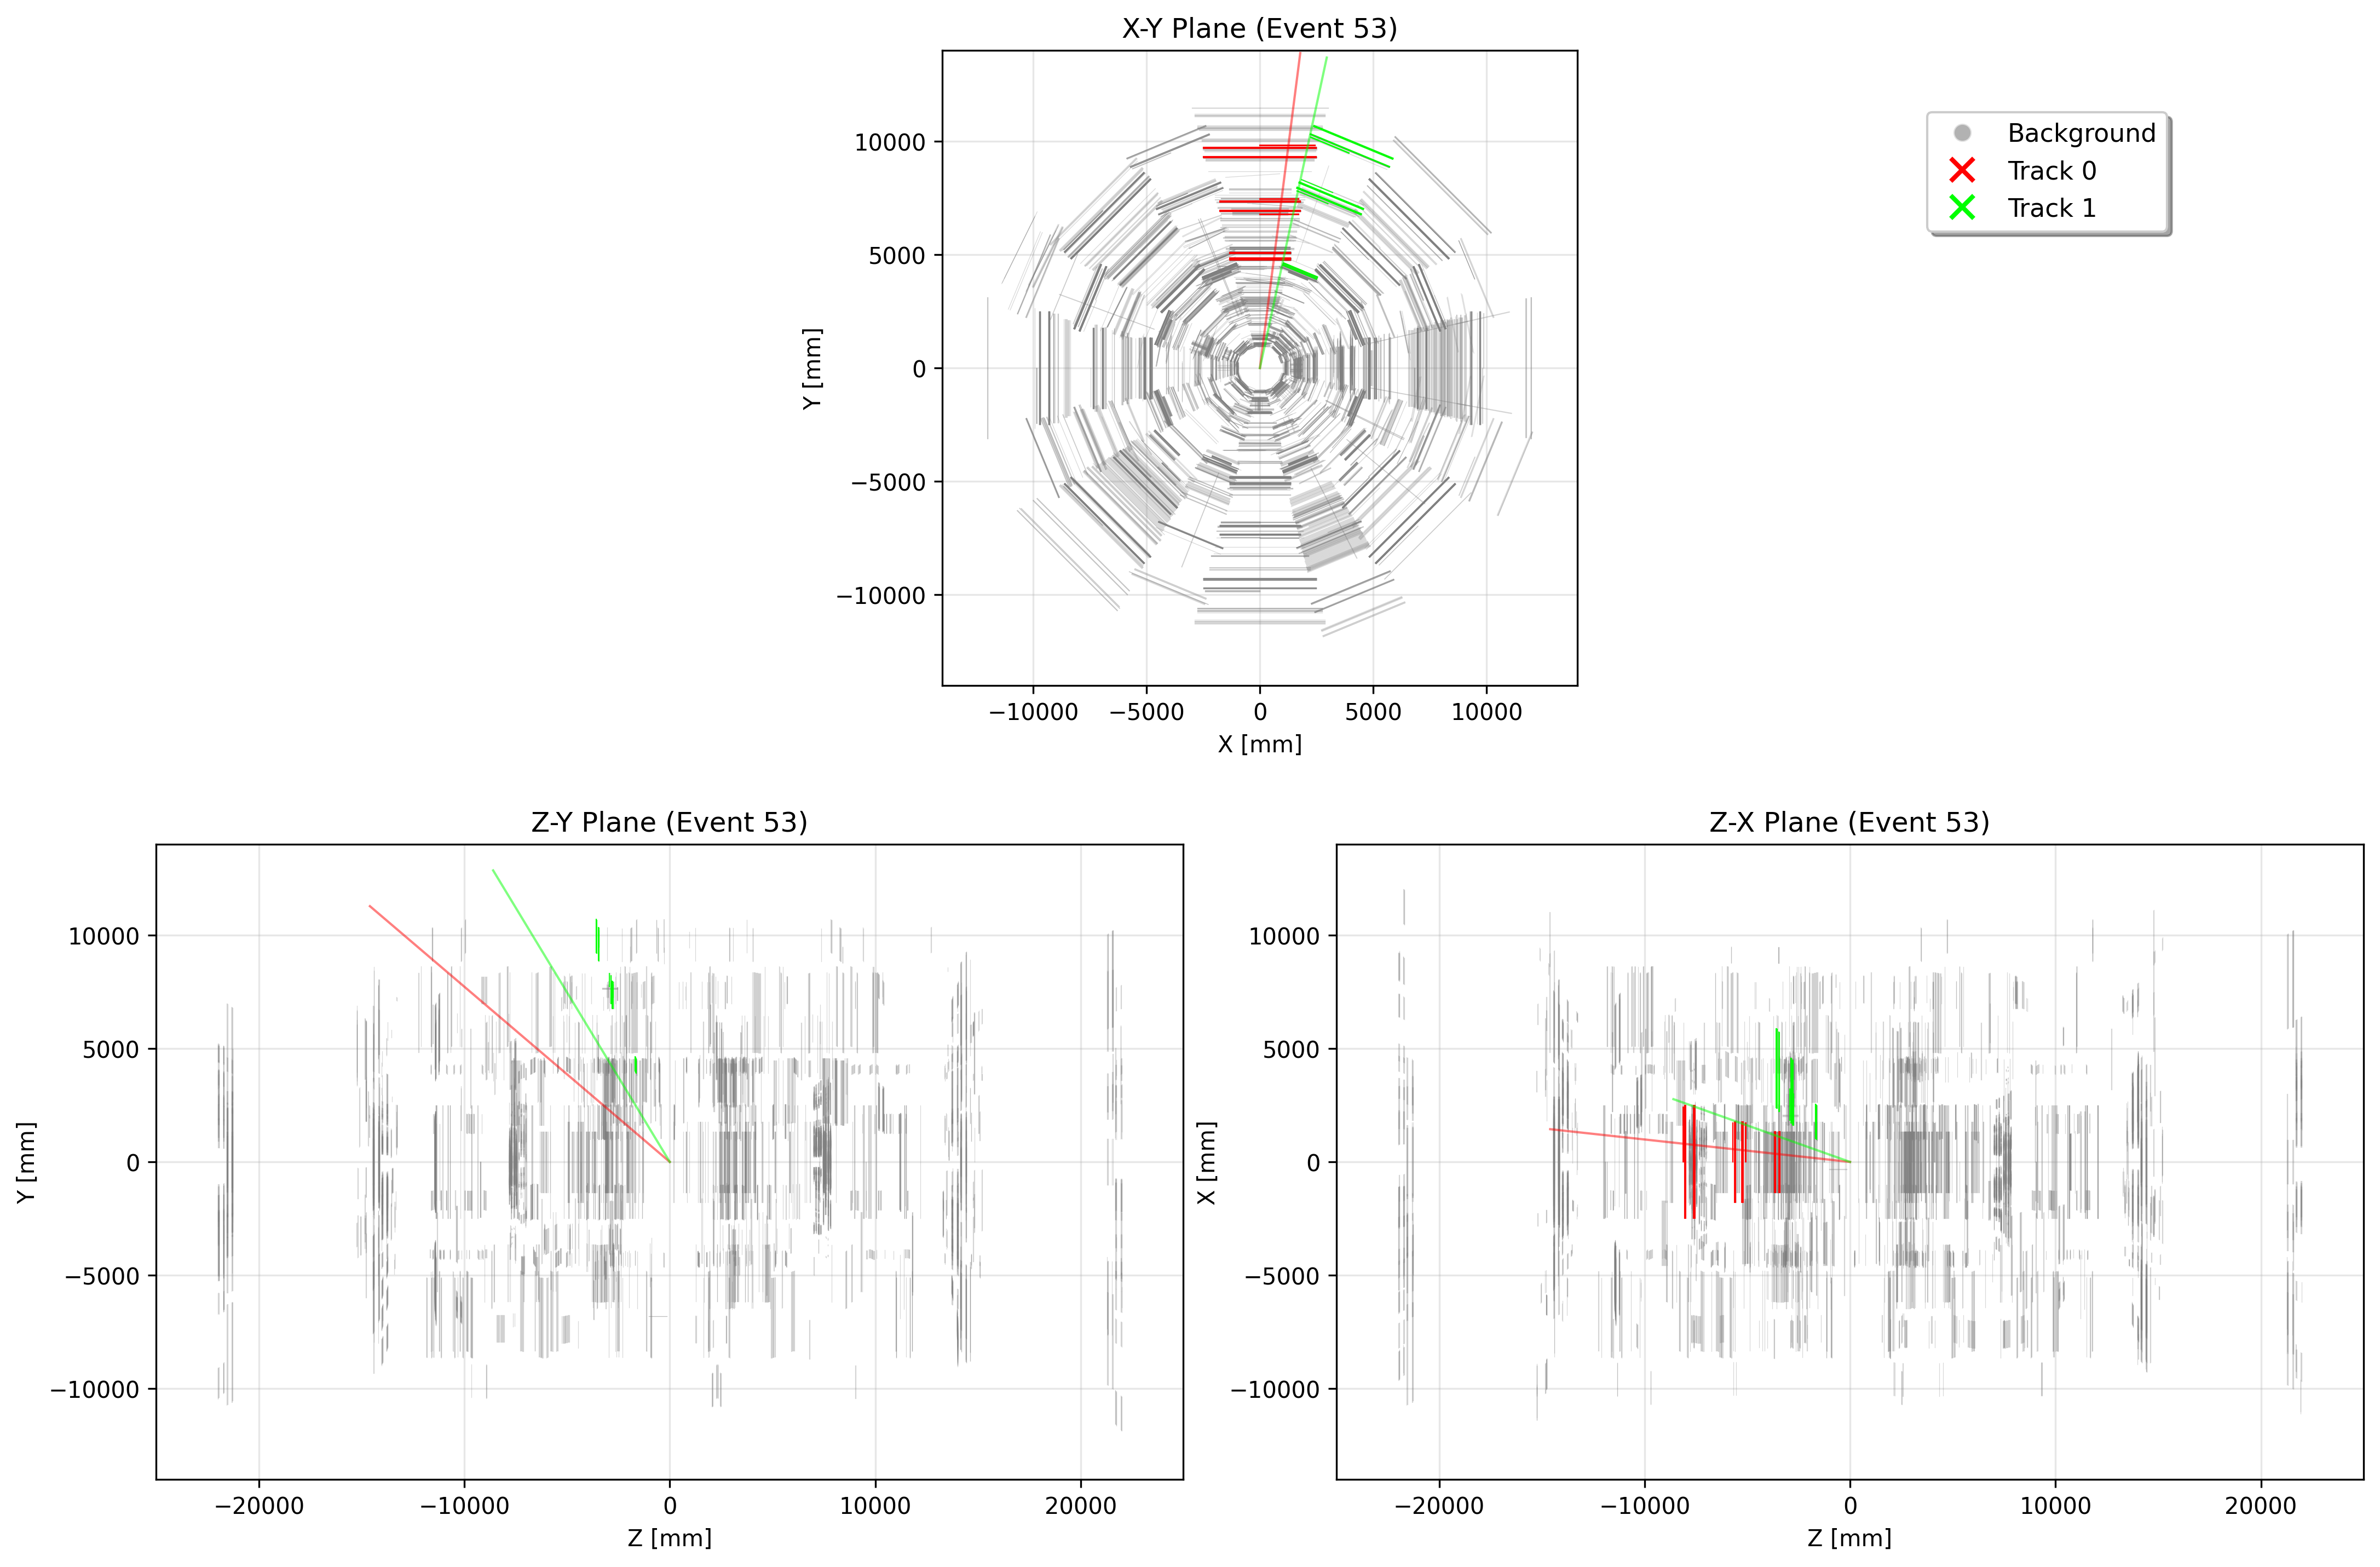 X-Y Plane (Event 53)
10000
5000
0
−5000
−10000
Y [mm]
−10000 −5000 0 5000 10000
X [mm]
Background
Track 0
Track 1
Z-Y Plane (Event 53)
10000
5000
0
−5000
−10000
Y [mm]
−20000 −10000 0 10000 20000
Z [mm]
Z-X Plane (Event 53)
10000
5000
0
−5000
−10000
X [mm]
−20000 −10000 0 10000 20000
Z [mm]